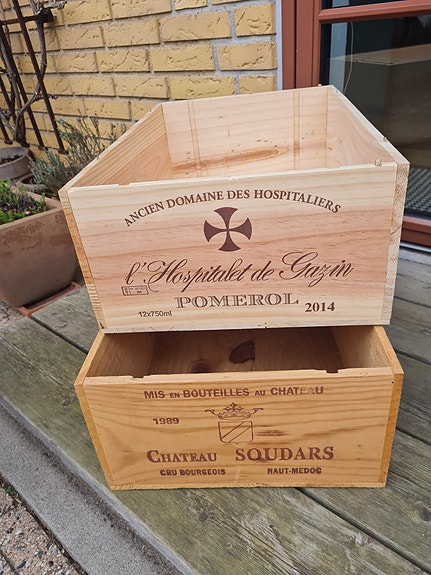 ANCIEN DOMAINE DES HOSPITALIERS
l'Hospitalet de Gazin
POMEROL
12x750ml 2014
MIS EN BOUTEILLES AU CHATEAU
1989
CHATEAU SOUDARS
CRU BOURGEOIS HAUT-MEDOC